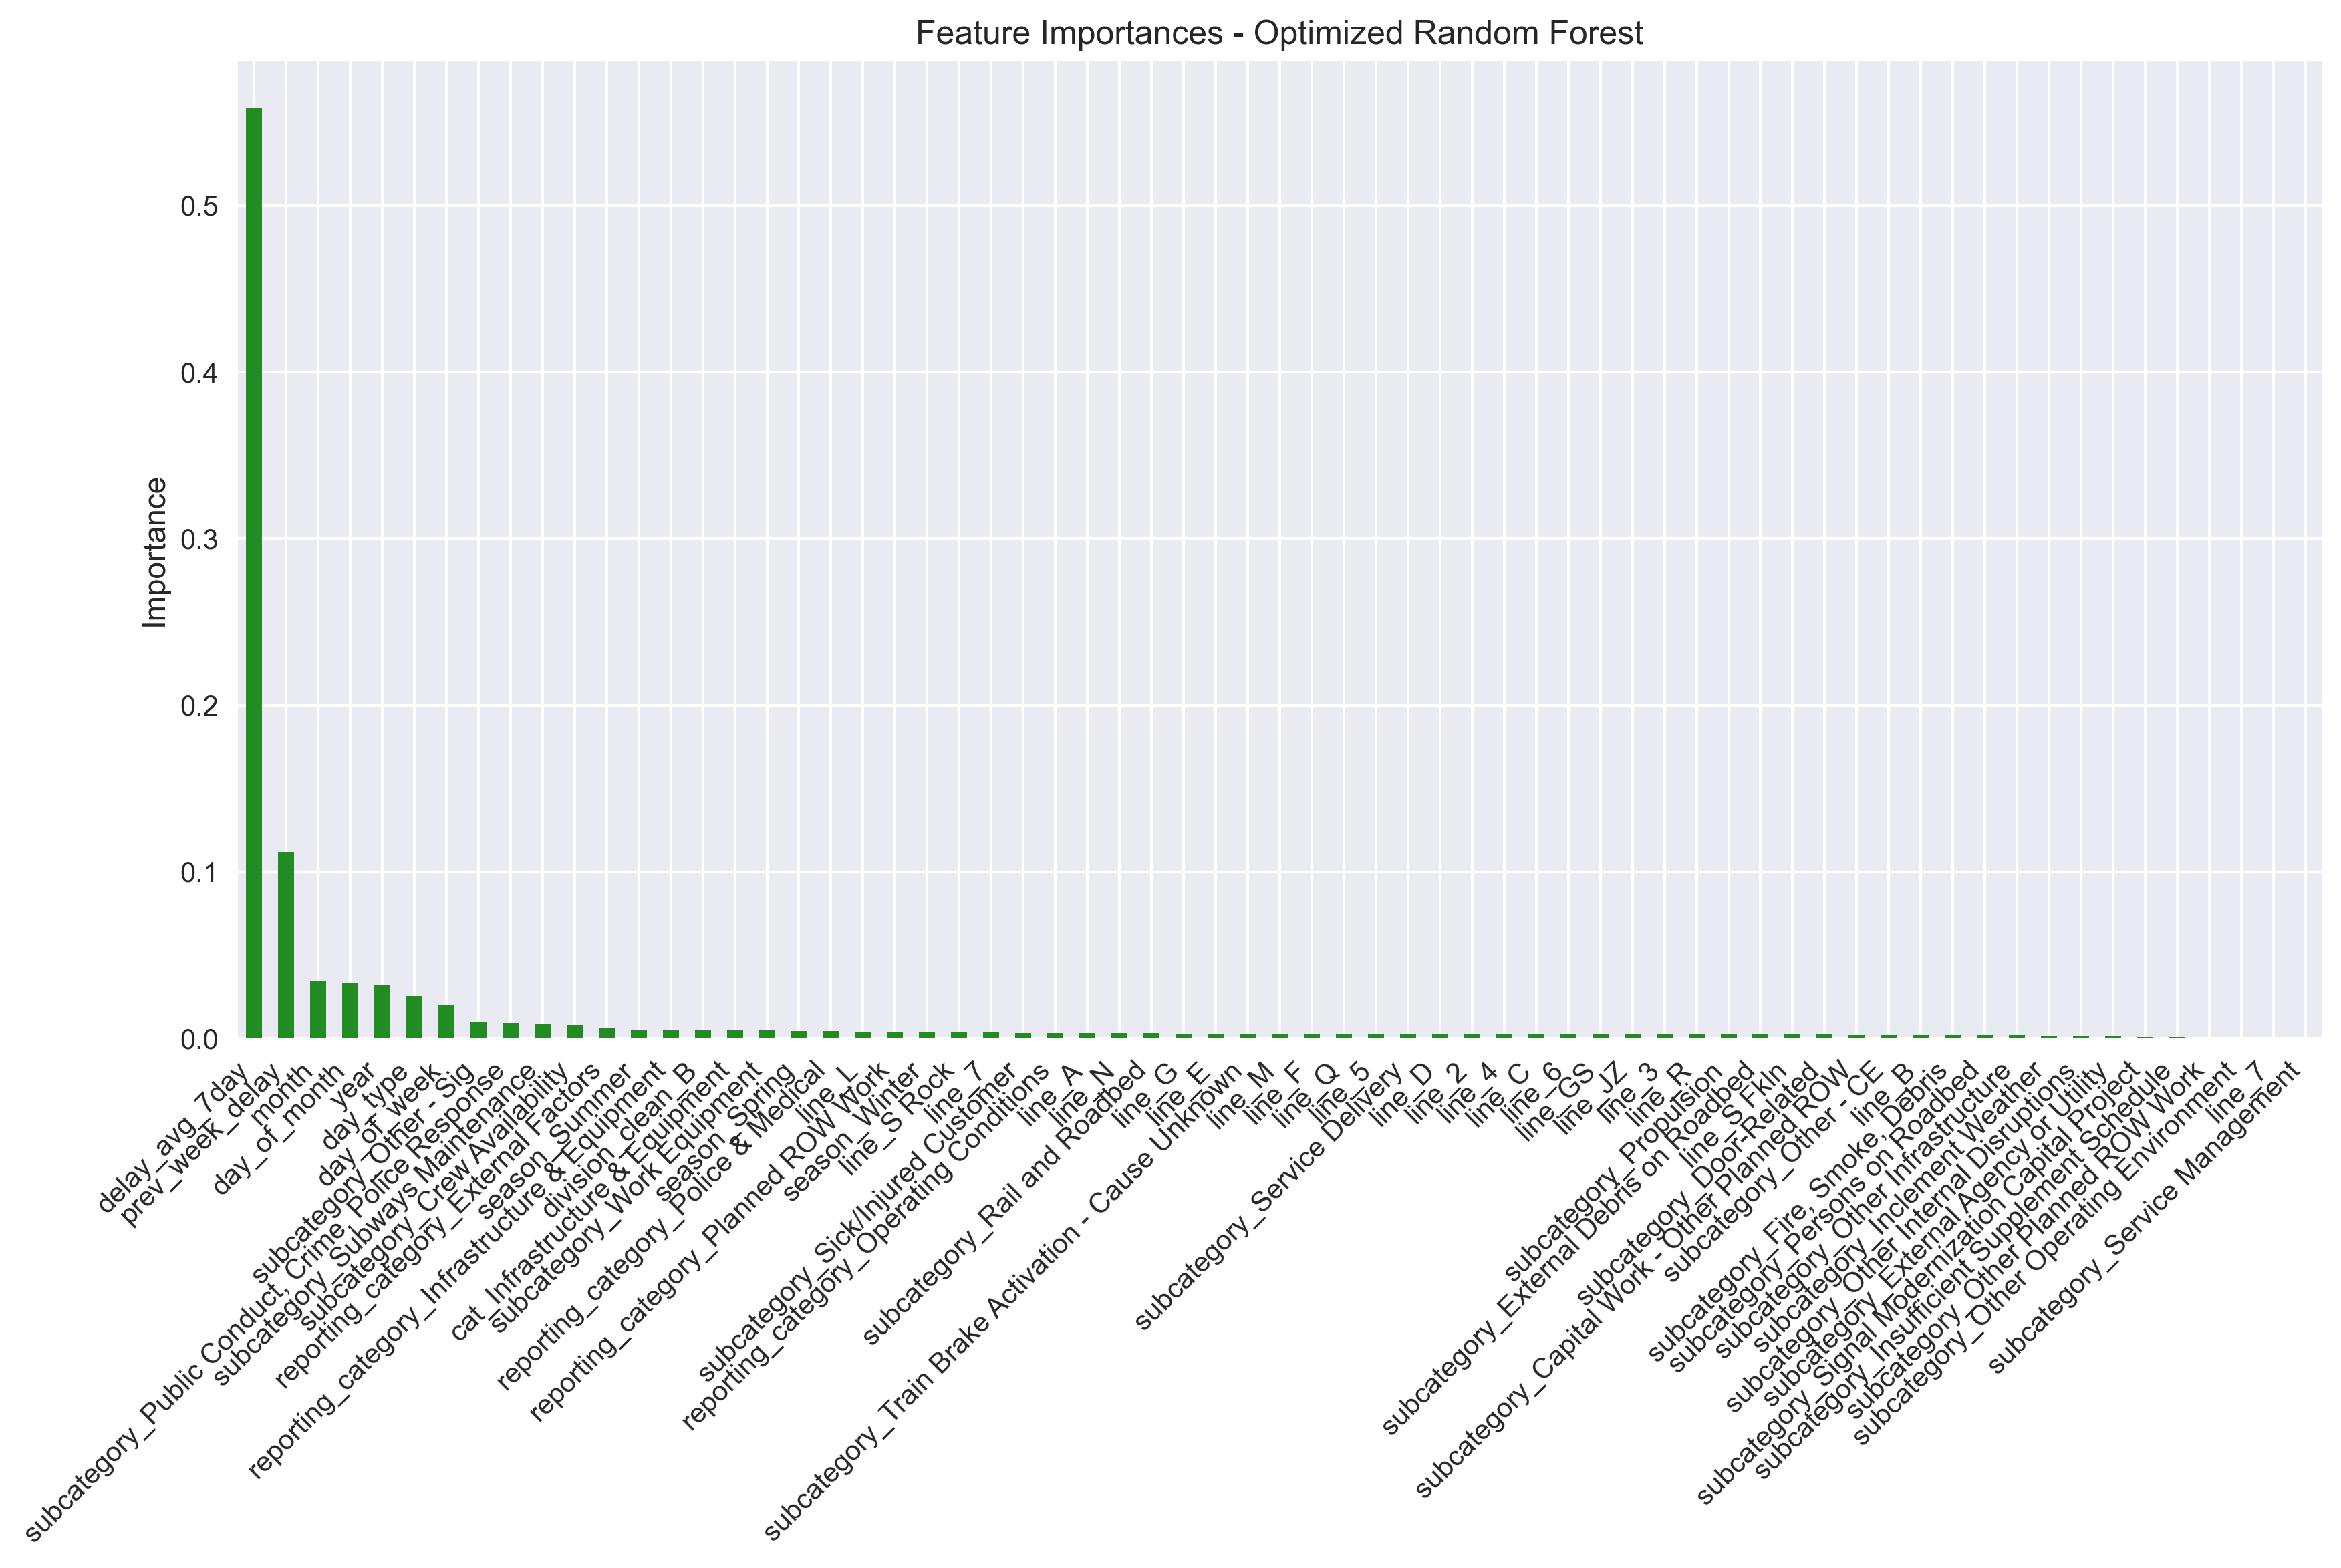 Feature Importances - Optimized Random Forest
Importance
0.5
0.4
0.3
0.2
0.1
0.0
delay_avg_7day
prev_week_delay
month
day_of_month
year
day_type
day_of_week
subcategory_Other - Sig
subcategory_Public Conduct, Crime, Police Response
subcategory_Subways Maintenance
subcategory_Crew Availability
reporting_category_External Factors
season_Summer
reporting_category_Infrastructure & Equipment
division_clean_B
cat_Infrastructure & Equipment
subcategory_Work Equipment
season_Spring
reporting_category_Police & Medical
line_L
reporting_category_Planned ROW Work
season_Winter
line_S Rock
line_7
subcategory_Sick/Injured Customer
reporting_category_Operating Conditions
line_A
line_N
subcategory_Rail and Roadbed
line_G
line_E
subcategory_Train Brake Activation - Cause Unknown
line_M
line_F
line_Q
line_5
subcategory_Service Delivery
line_D
line_2
line_4
line_C
line_6
line_GS
line_JZ
line_3
line_R
subcategory_Propulsion
subcategory_External Debris on Roadbed
line_S Fkln
subcategory_Door-Related
subcategory_Capital Work - Other Planned ROW
subcategory_Other - CE
line_B
subcategory_Fire, Smoke, Debris
subcategory_Persons on Roadbed
subcategory_Other Infrastructure
subcategory_Inclement Weather
subcategory_Other Internal Disruptions
subcategory_External Agency or Utility
subcategory_Signal Modernization Capital Project
subcategory_Insufficient Supplement Schedule
subcategory_Other Planned ROW Work
subcategory_Other Operating Environment
line_7
subcategory_Service Management